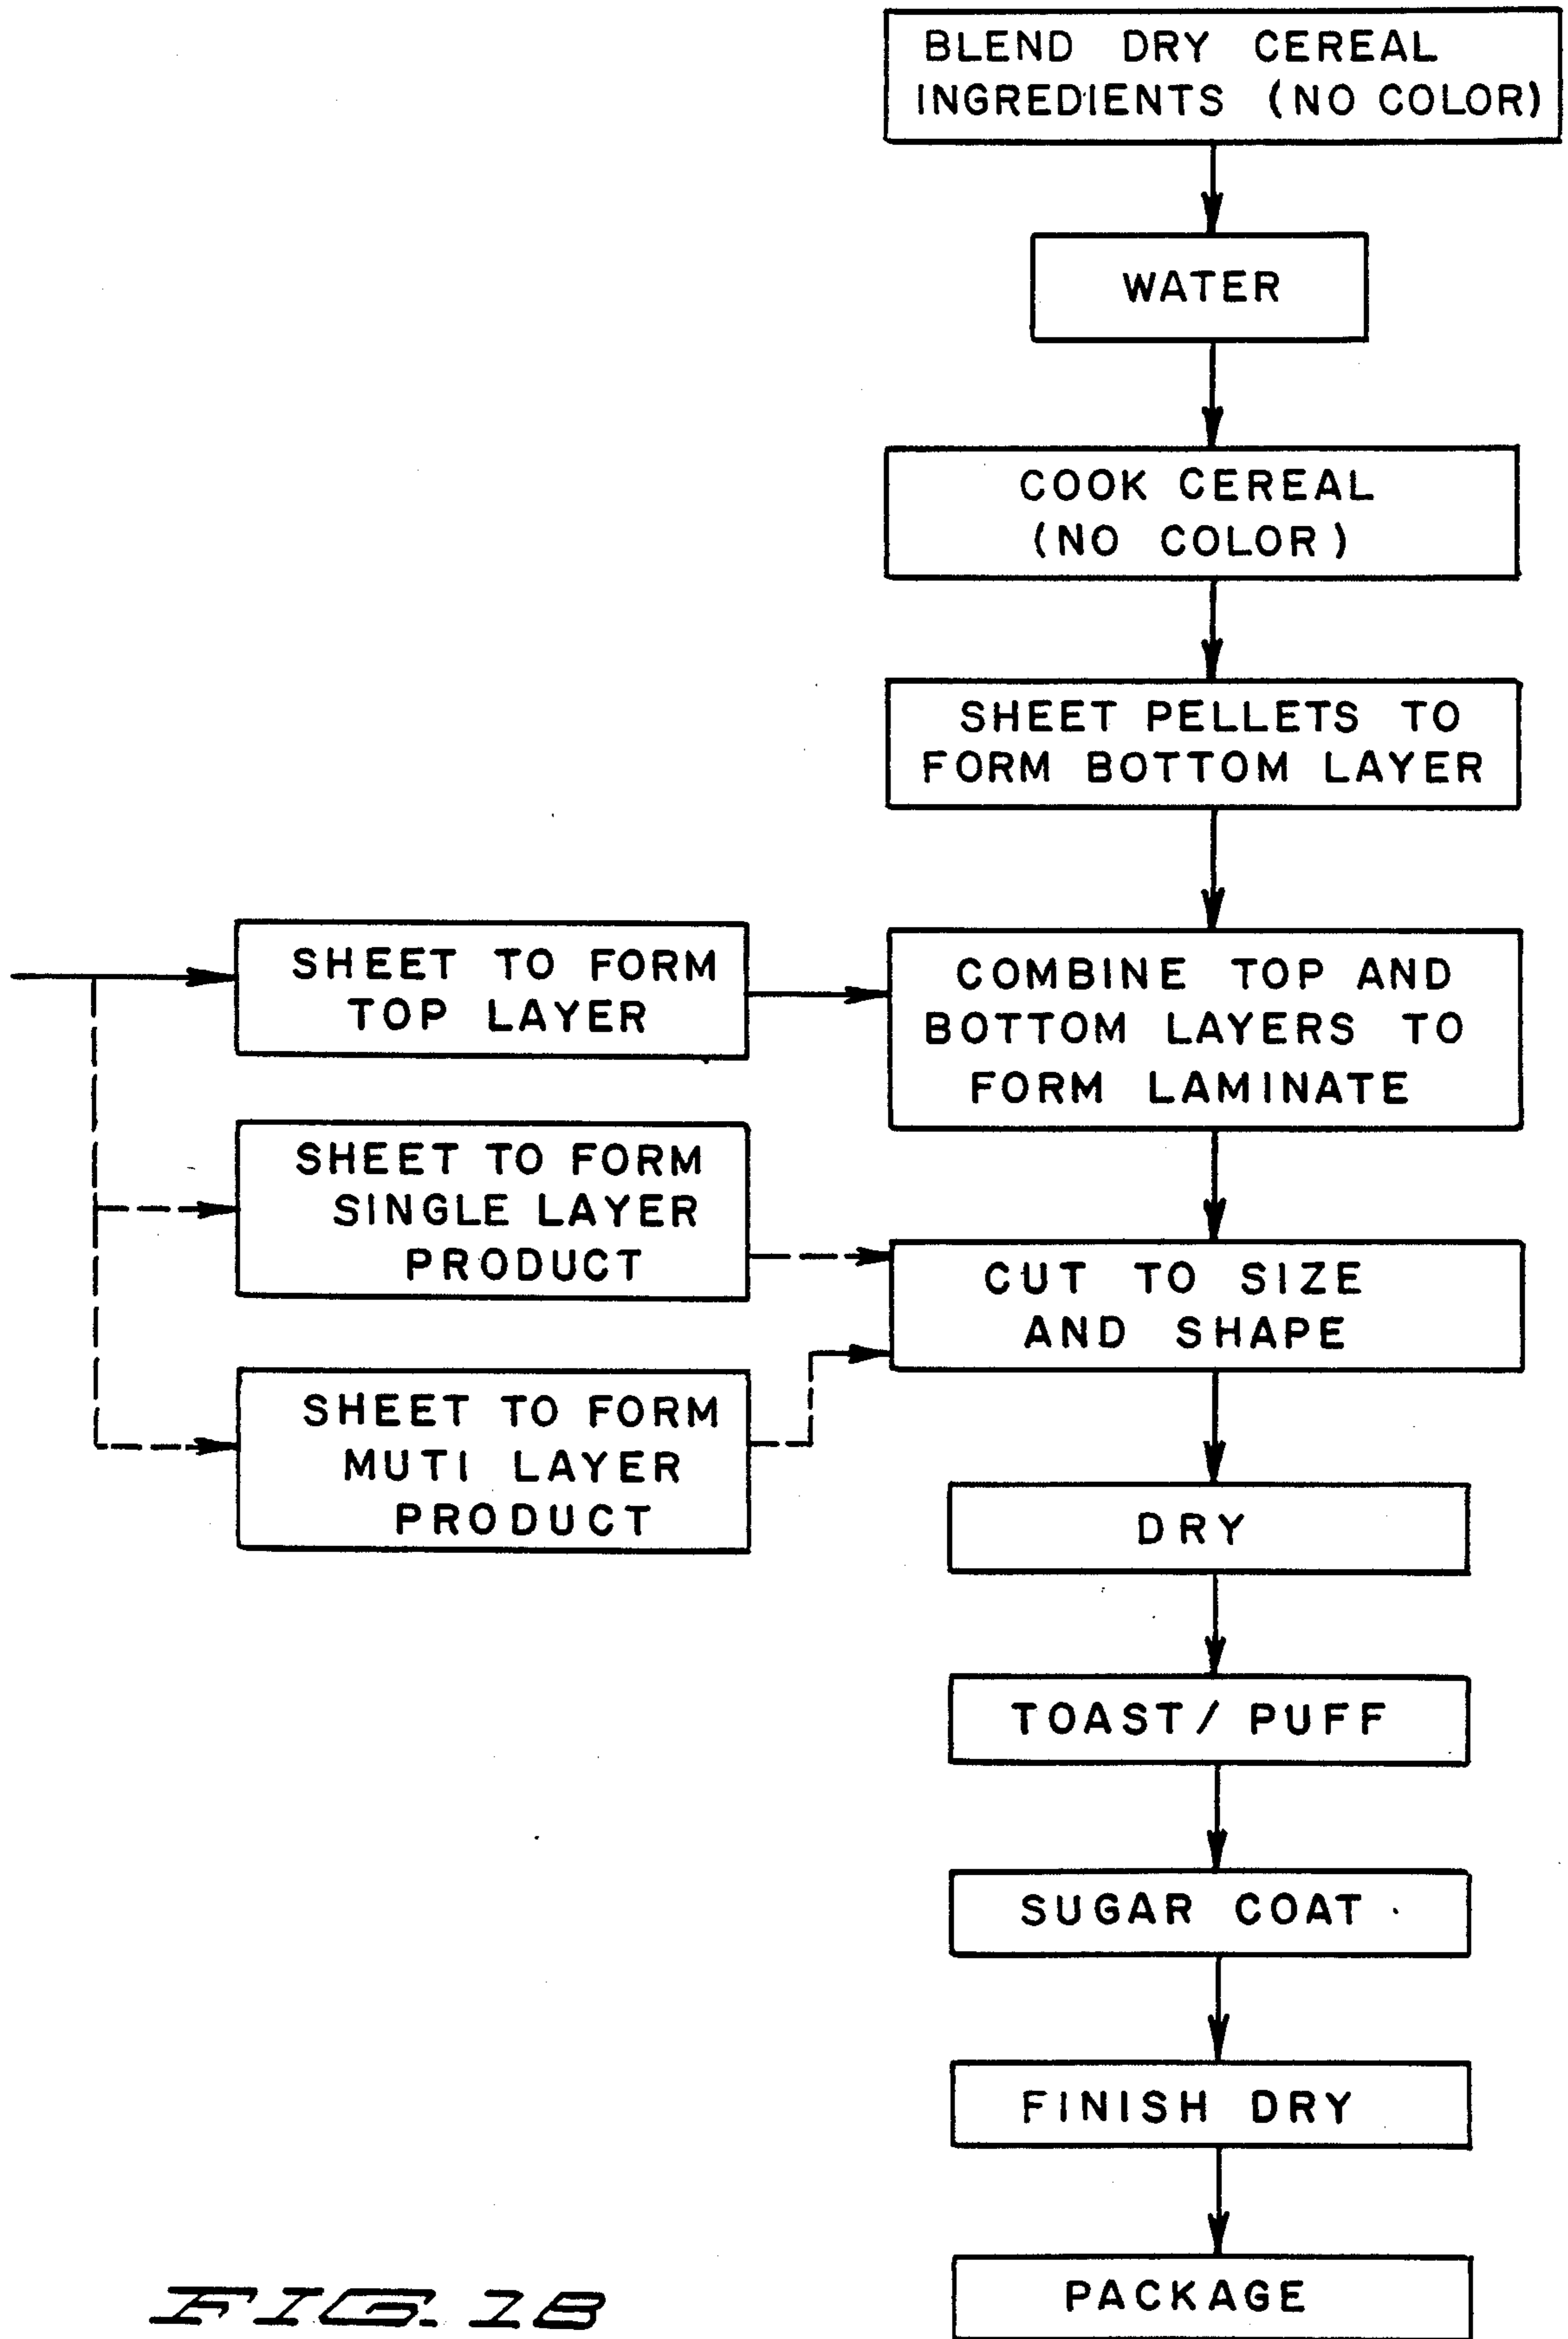 BLEND DRY CEREAL
INGREDIENTS (NO COLOR)
WATER
COOK CEREAL
(NO COLOR)
SHEET PELLETS TO
FORM BOTTOM LAYER
SHEET TO FORM
TOP LAYER
COMBINE TOP AND
BOTTOM LAYERS TO
FORM LAMINATE
SHEET TO FORM
SINGLE LAYER
PRODUCT
CUT TO SIZE
AND SHAPE
SHEET TO FORM
MUTI LAYER
PRODUCT
DRY
TOAST/ PUFF
SUGAR COAT
FINISH DRY
PACKAGE
FIG. 1B